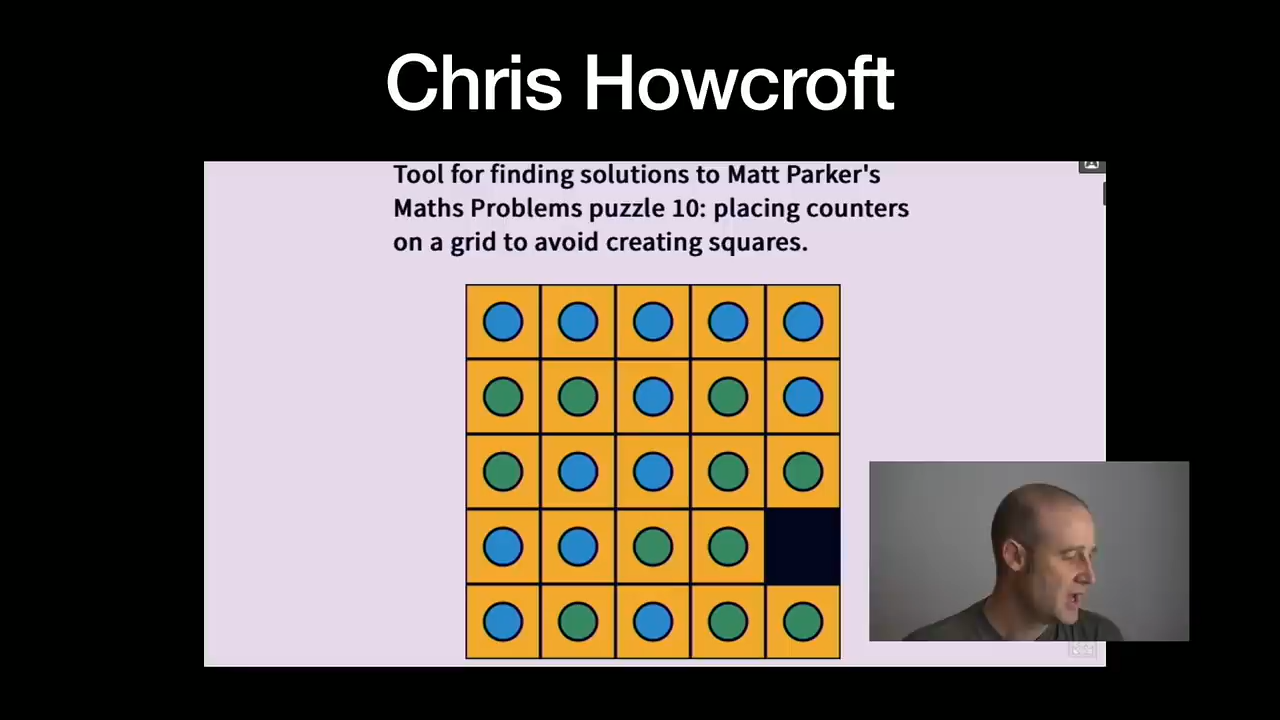 Chris Howcroft
Tool for finding solutions to Matt Parker's
Maths Problems puzzle 10: placing counters
on a grid to avoid creating squares.